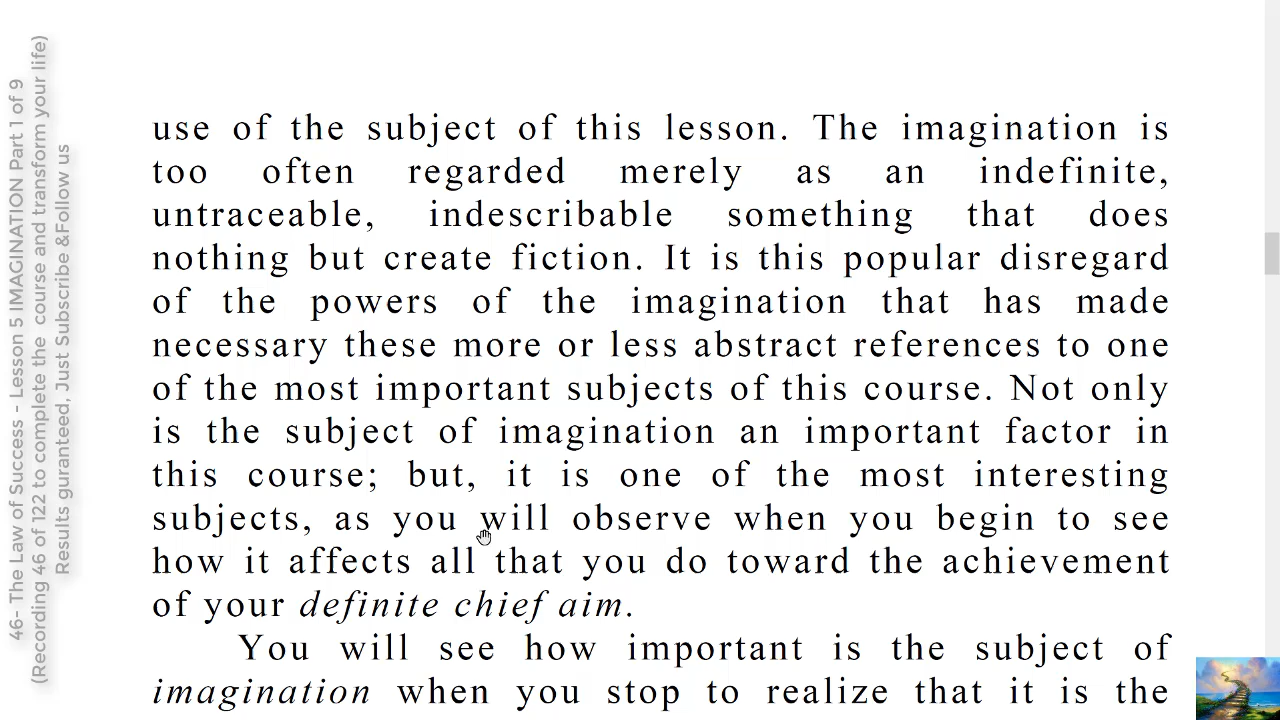 46- The Law of Success - Lesson 5 IMAGINATION Part 1 of 9
(Recording 46 of 122 to complete the course and transform your life)
Results guranteed, Just Subscribe &Follow us
use of the subject of this lesson. The imagination is
too often regarded merely as an indefinite,
untraceable, indescribable something that does
nothing but create fiction. It is this popular disregard
of the powers of the imagination that has made
necessary these more or less abstract references to one
of the most important subjects of this course. Not only
is the subject of imagination an important factor in
this course; but, it is one of the most interesting
subjects, as you will observe when you begin to see
how it affects all that you do toward the achievement
of your definite chief aim.
You will see how important is the subject of
imagination when you stop to realize that it is the